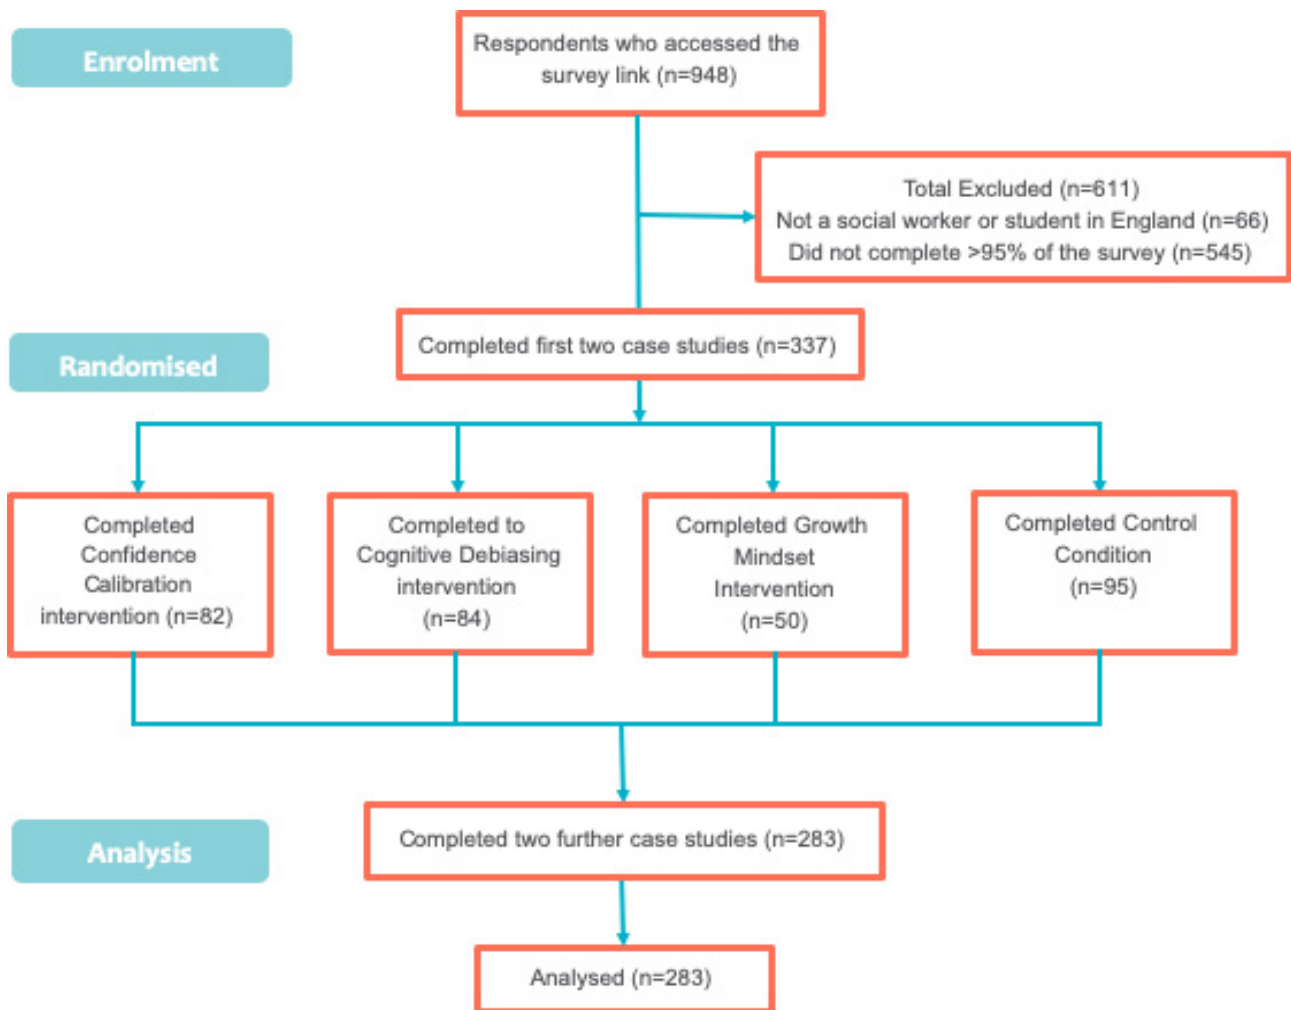 Enrolment
Respondents who accessed the
survey link (n=948)
Total Excluded (n=611)
Not a social worker or student in England (n=66)
Did not complete >95% of the survey (n=545)
Randomised
Completed first two case studies (n=337)
Completed
Confidence
Calibration
intervention (n=82)
Completed to
Cognitive Debiasing
intervention
(n=84)
Completed Growth
Mindset
Intervention
(n=50)
Completed Control
Condition
(n=95)
Analysis
Completed two further case studies (n=283)
Analysed (n=283)